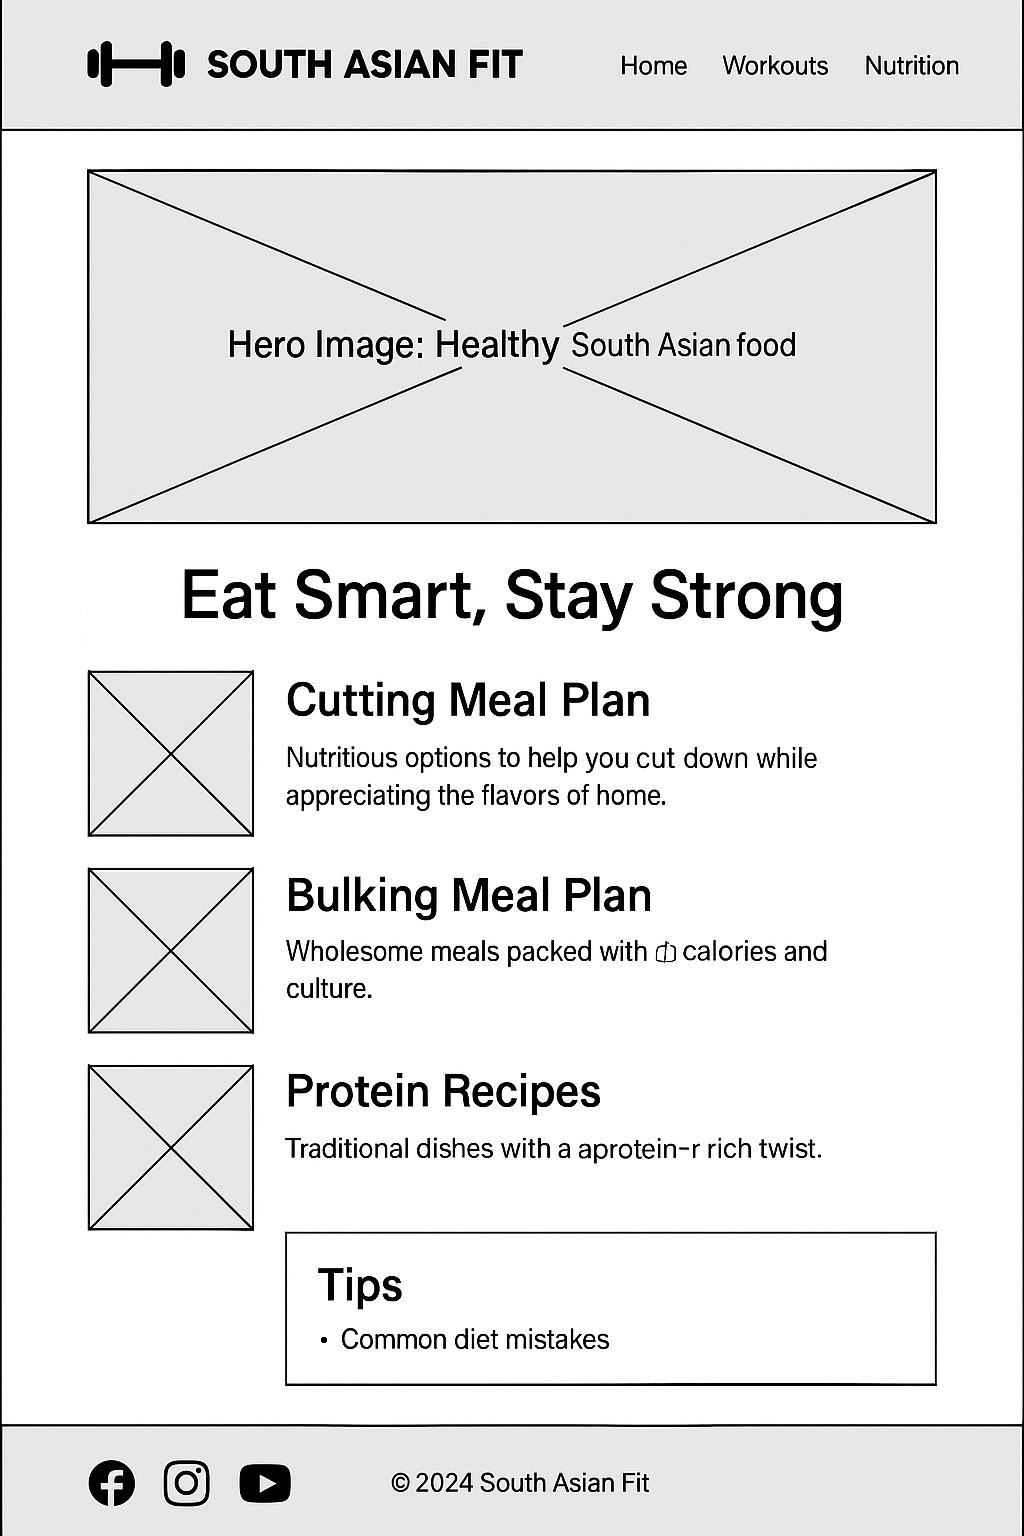 SOUTH ASIAN FIT
Home Workouts Nutrition
Hero Image: Healthy South Asian food
Eat Smart, Stay Strong
Cutting Meal Plan
Nutritious options to help you cut down while
appreciating the flavors of home.
Bulking Meal Plan
Wholesome meals packed with calories and
culture.
Protein Recipes
Traditional dishes with a aprotein-r rich twist.
Tips
• Common diet mistakes
© 2024 South Asian Fit